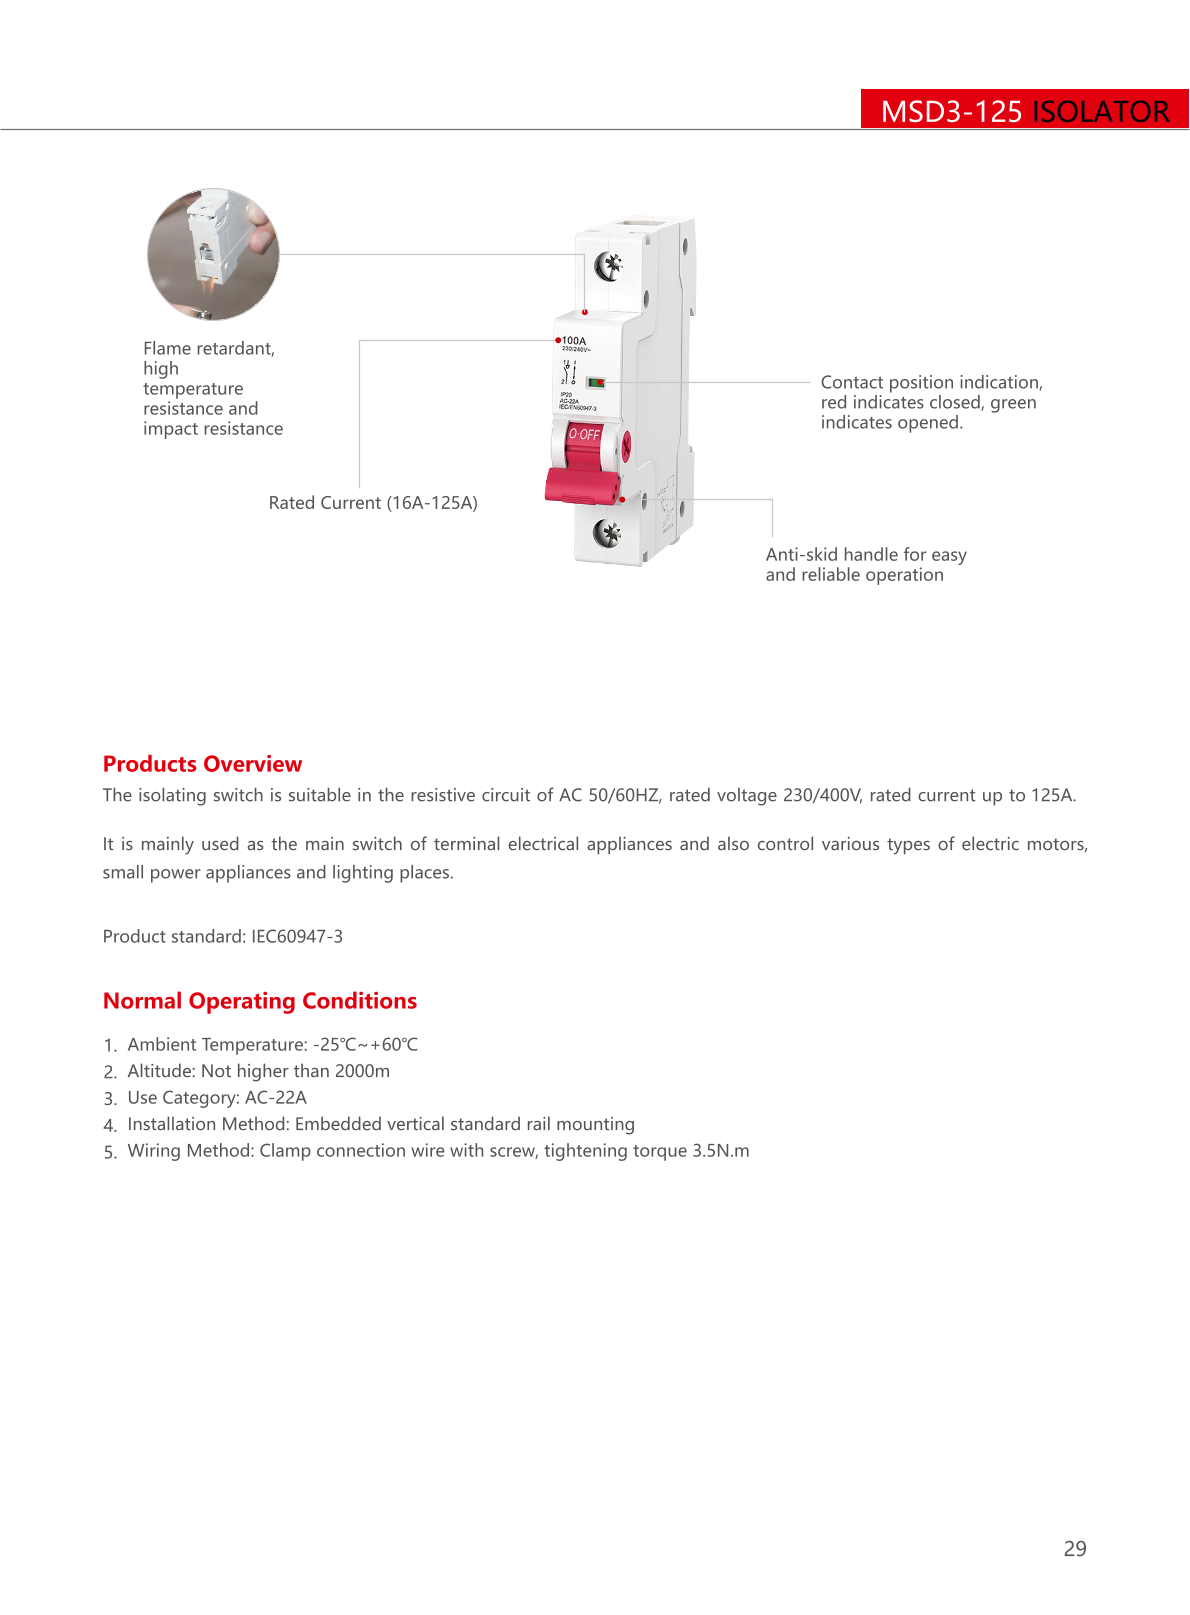 MSD3-125 ISOLATOR
Flame retardant,
high
temperature
resistance and
impact resistance
100A
230/240V~
1
2
IP20
AC-22A
IEC/EN60947-3
O·OFF
Contact position indication,
red indicates closed, green
indicates opened.
Rated Current (16A-125A)
Anti-skid handle for easy
and reliable operation
Products Overview
The isolating switch is suitable in the resistive circuit of AC 50/60HZ, rated voltage 230/400V, rated current up to 125A.
It is mainly used as the main switch of terminal electrical appliances and also control various types of electric motors,
small power appliances and lighting places.
Product standard: IEC60947-3
Normal Operating Conditions
1. Ambient Temperature: -25℃~+60℃
2. Altitude: Not higher than 2000m
3. Use Category: AC-22A
4. Installation Method: Embedded vertical standard rail mounting
5. Wiring Method: Clamp connection wire with screw, tightening torque 3.5N.m
29